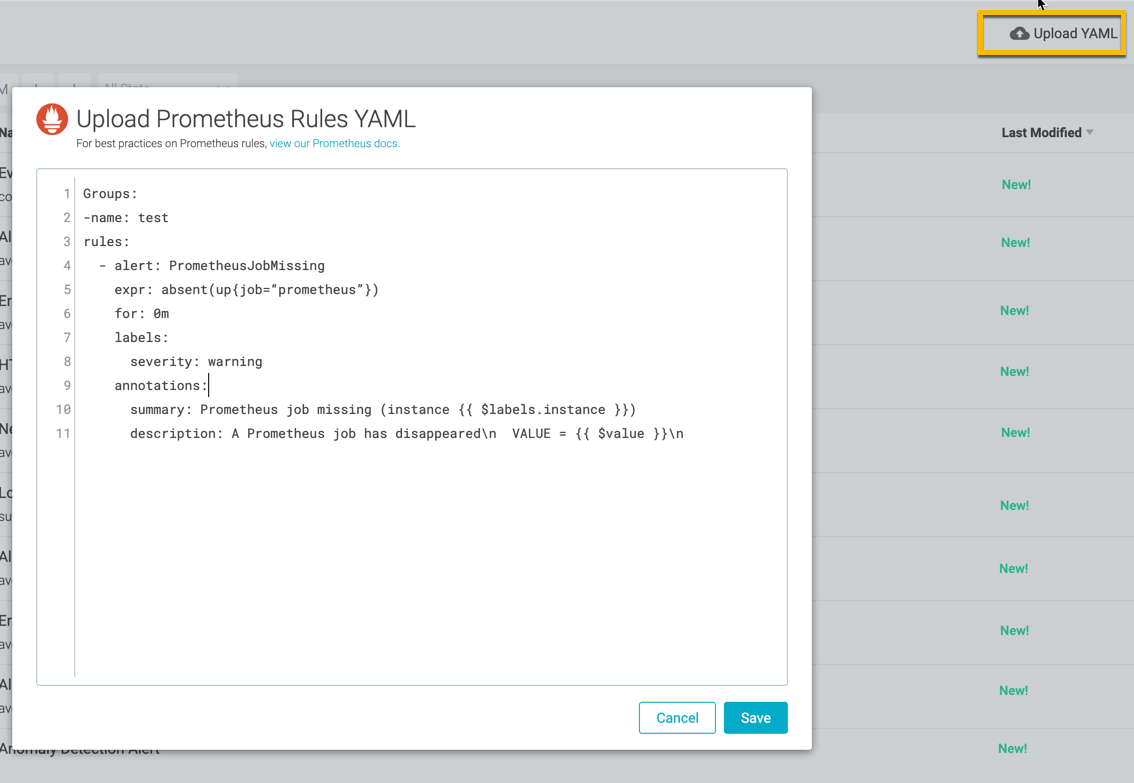 Upload YAML
Upload Prometheus Rules YAML
For best practices on Prometheus rules, view our Prometheus docs.
Last Modified
1 Groups:
2 -name: test
3 rules:
4   - alert: PrometheusJobMissing
5     expr: absent(up{job=“prometheus”})
6     for: 0m
7     labels:
8       severity: warning
9     annotations:
10       summary: Prometheus job missing (instance {{ $labels.instance }})
11       description: A Prometheus job has disappeared\n  VALUE = {{ $value }}\n
New!
New!
New!
New!
New!
New!
New!
New!
New!
Cancel
Save
Anomaly Detection Alert
New!